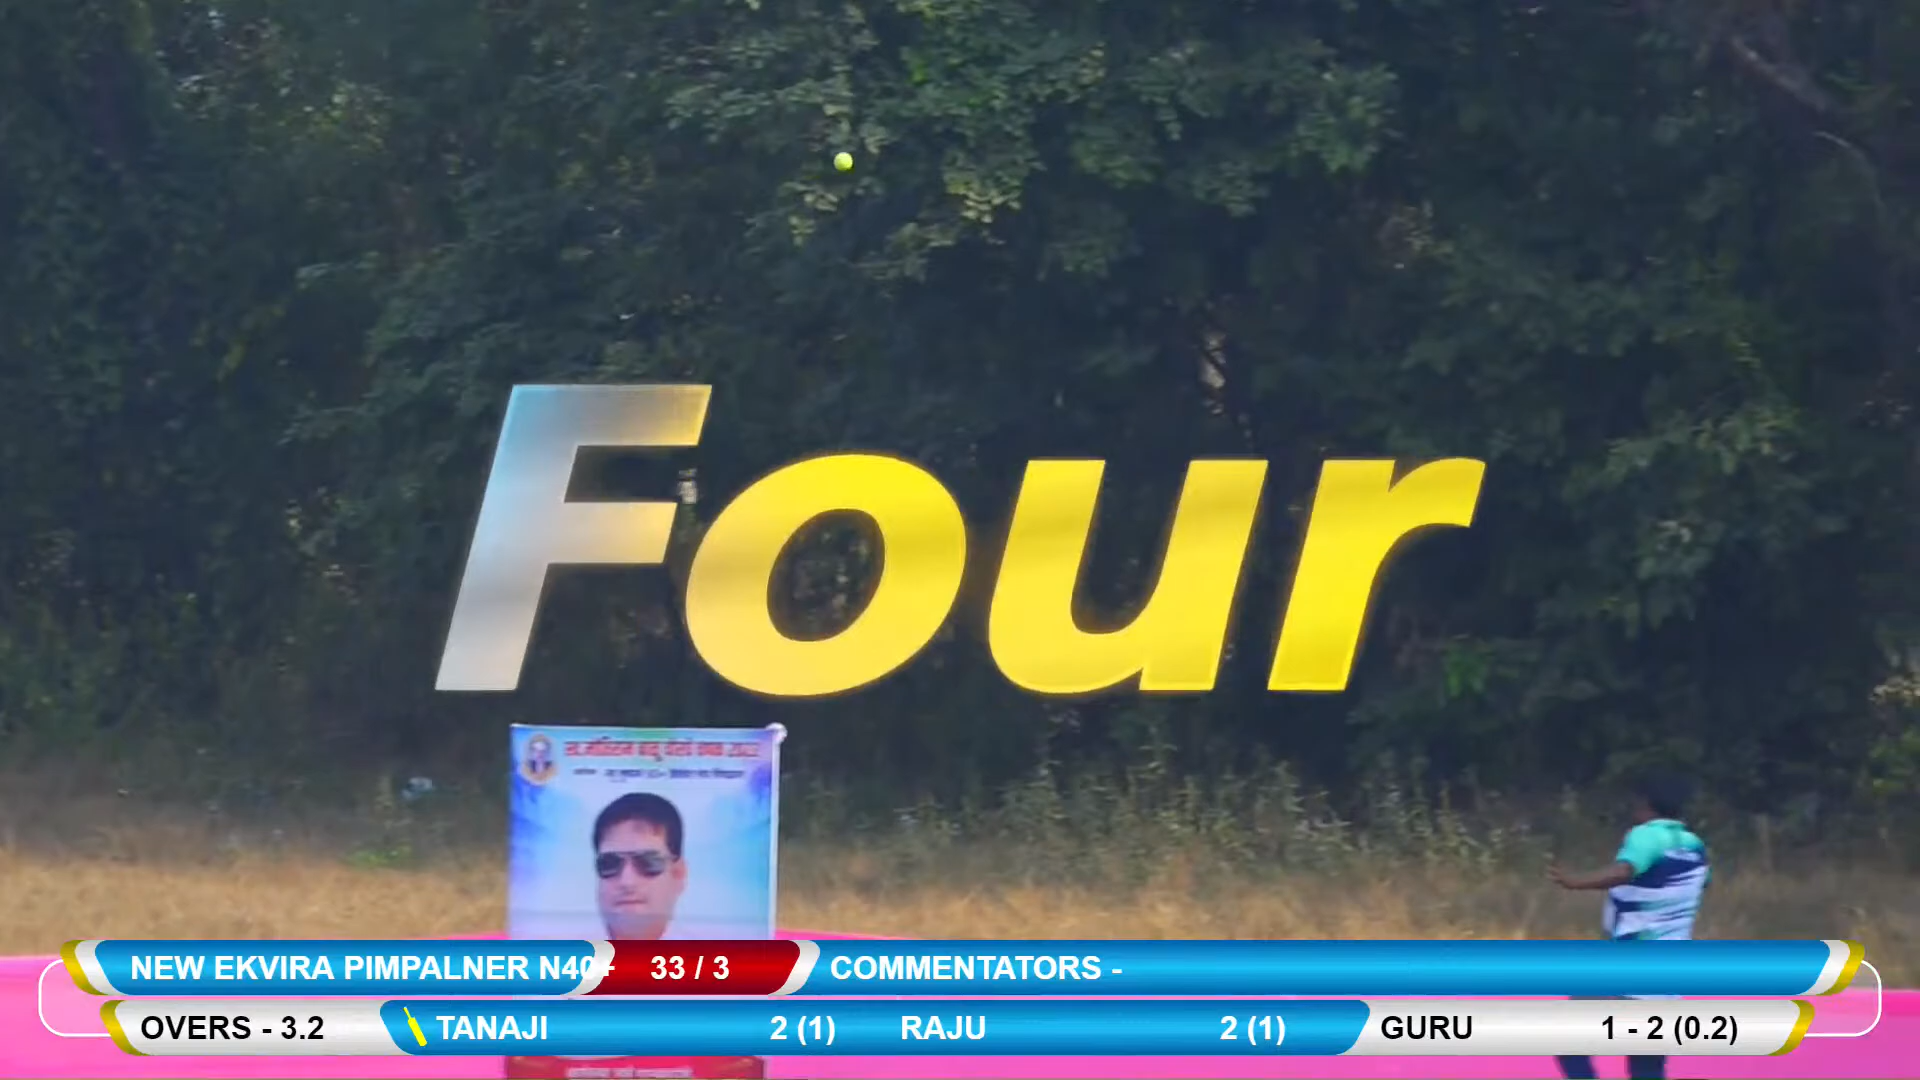 Four
NEW EKVIRA PIMPALNER N40+ 33 / 3 COMMENTATORS -
OVERS - 3.2 TANAJI 2 (1) RAJU 2 (1) GURU 1 - 2 (0.2)